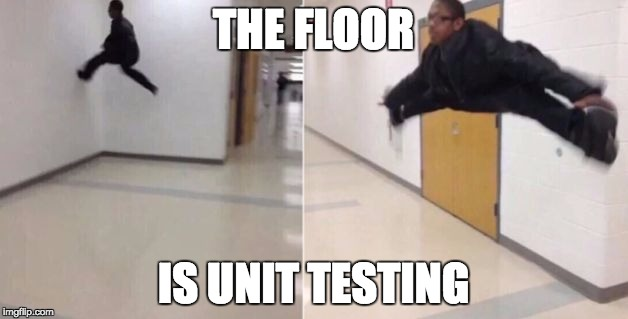 THE FLOOR
IS UNIT TESTING
imgflip.com